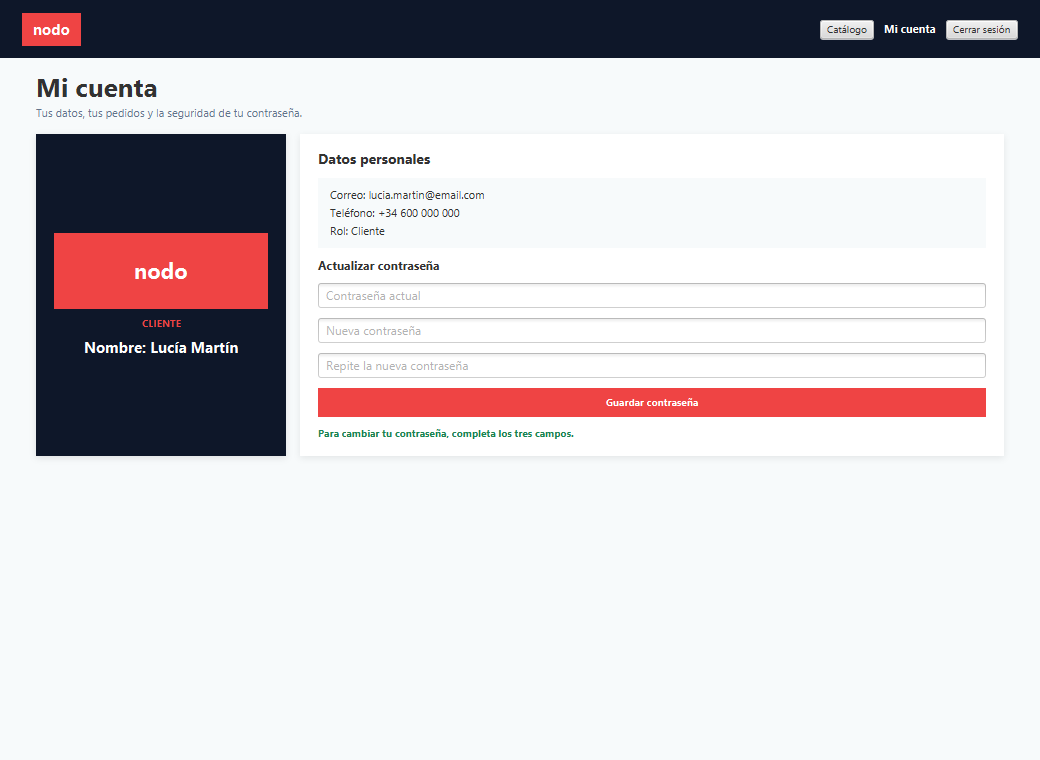 nodo
Catálogo
Mi cuenta
Cerrar sesión
Mi cuenta
Tus datos, tus pedidos y la seguridad de tu contraseña.
nodo
CLIENTE
Nombre: Lucía Martín
Datos personales
Correo: lucia.martin@email.com
Teléfono: +34 600 000 000
Rol: Cliente
Actualizar contraseña
Contraseña actual
Nueva contraseña
Repite la nueva contraseña
Guardar contraseña
Para cambiar tu contraseña, completa los tres campos.